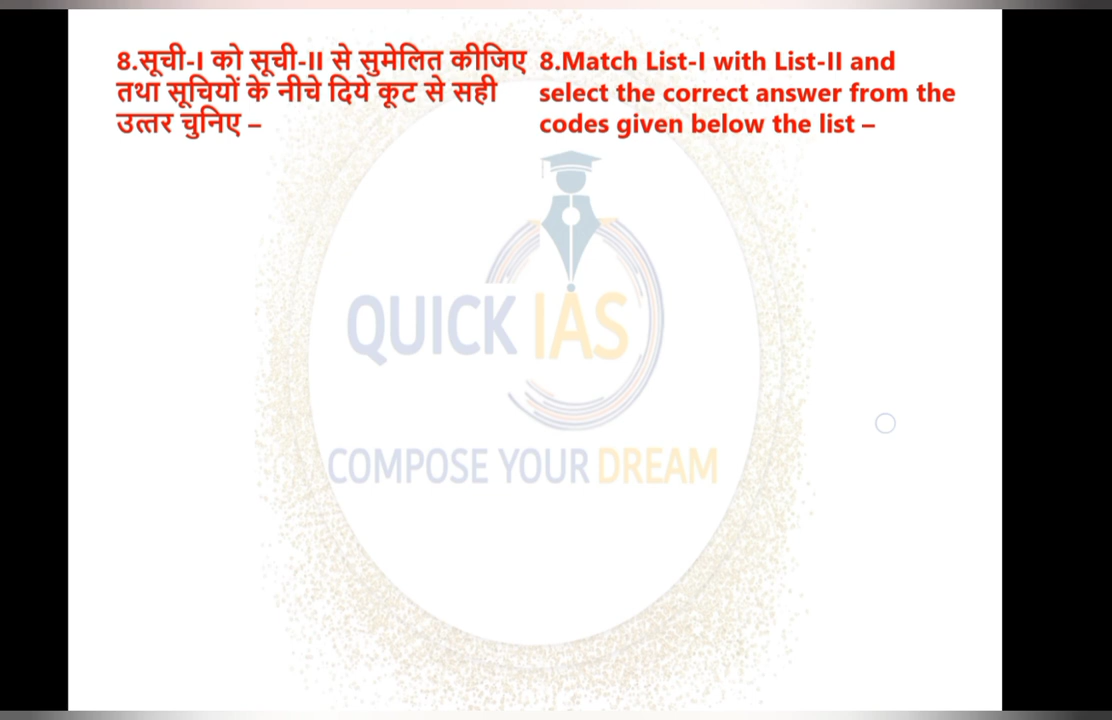 8.सूची-I को सूची-II से सुमेलित कीजिए
तथा सूचियों के नीचे दिये कूट से सही
उत्तर चुनिए –
8.Match List-I with List-II and
select the correct answer from the
codes given below the list –
QUICK IAS
COMPOSE YOUR DREAM